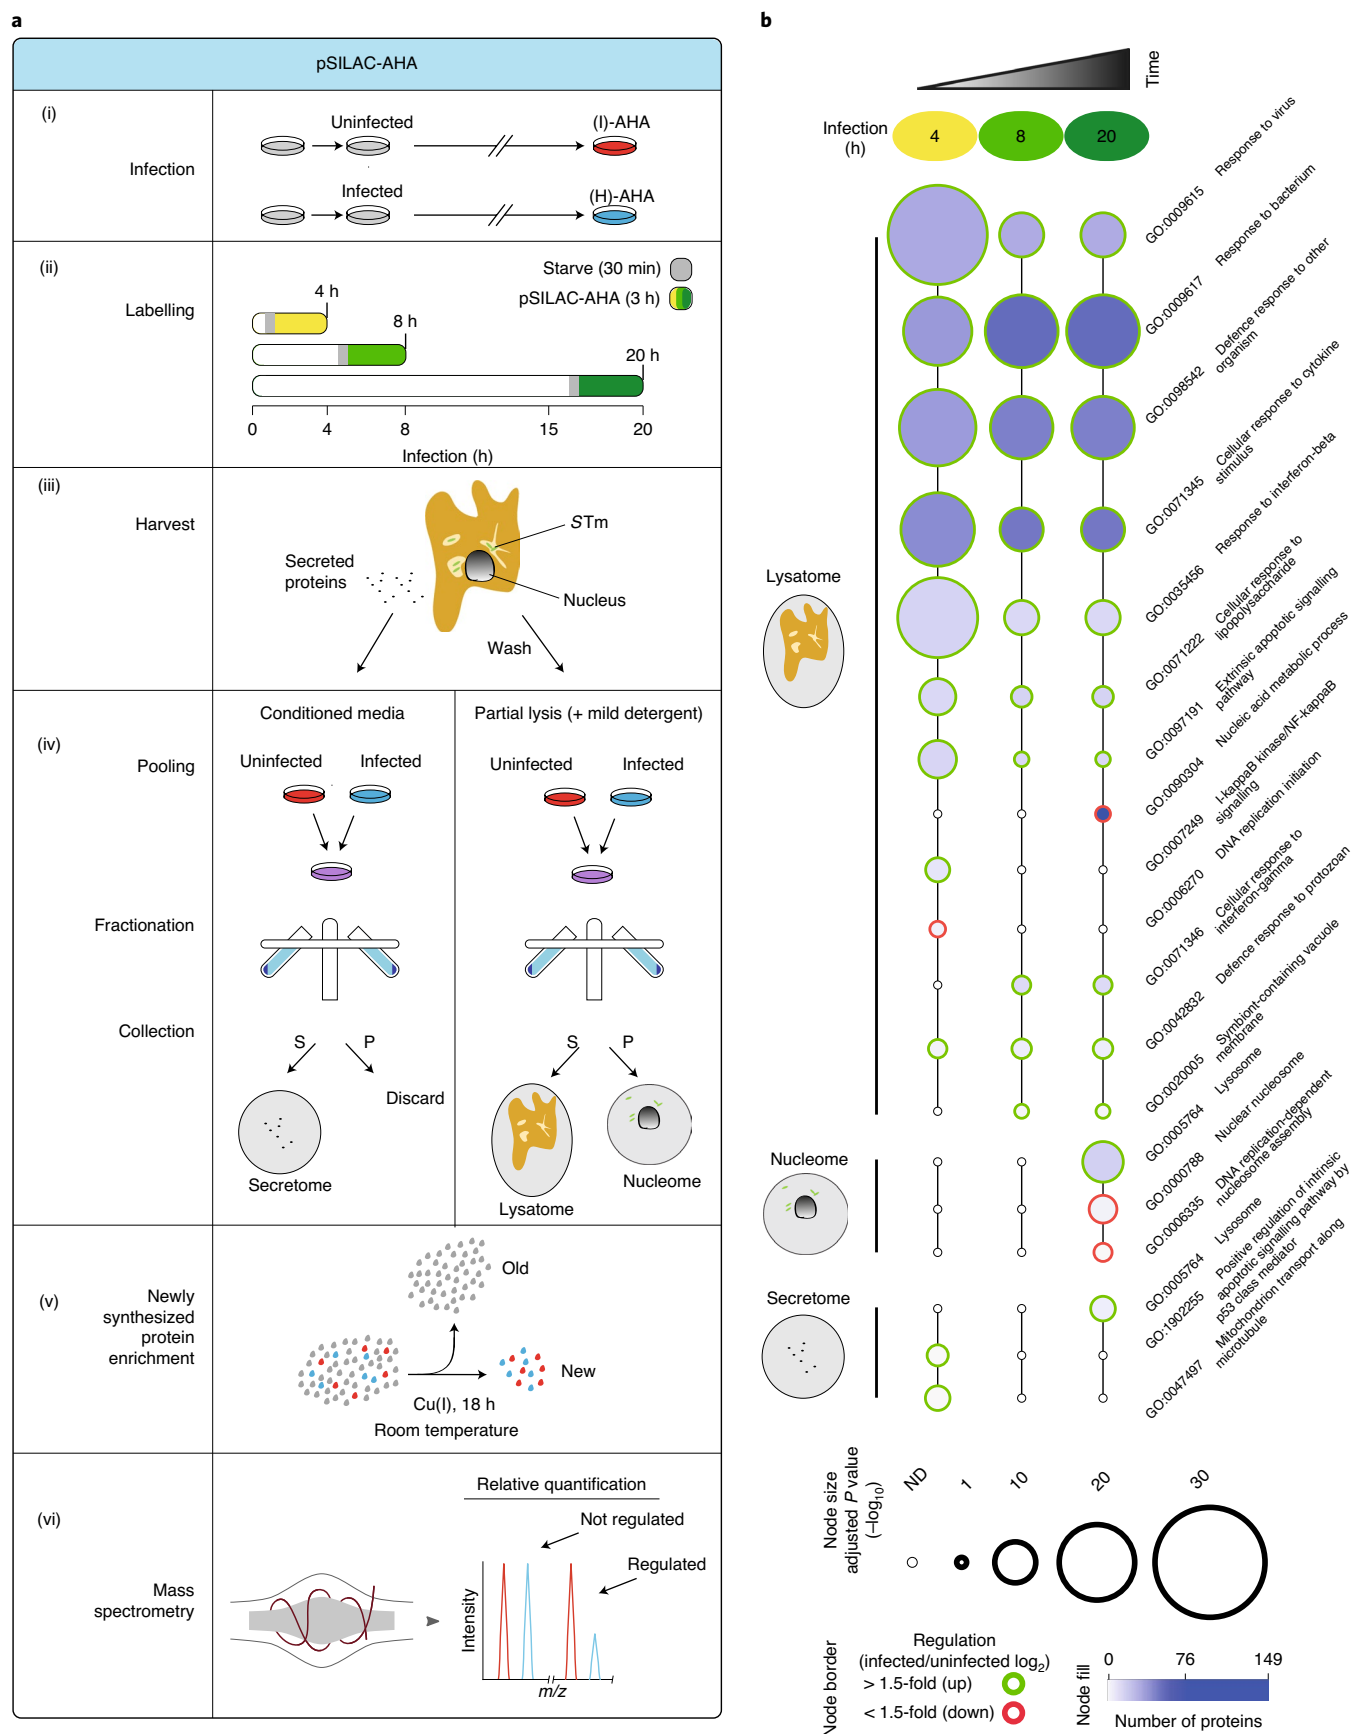 a
pSILAC-AHA
(i)
Infection
Uninfected
(I)-AHA
Infected
(H)-AHA
(ii)
Labelling
Starve (30 min)
pSILAC-AHA (3 h)
4 h
8 h
20 h
0 4 8 15 20
Infection (h)
(iii)
Harvest
Secreted
proteins
STm
Nucleus
Wash
(iv)
Pooling
Fractionation
Collection
Conditioned media
Uninfected Infected
S P
Discard
Secretome
Partial lysis (+ mild detergent)
Uninfected Infected
S P
Lysatome
Nucleome
(v)
Newly
synthesized
protein
enrichment
Old
New
Cu(I), 18 h
Room temperature
(vi)
Mass
spectrometry
Relative quantification
Not regulated
Regulated
Intensity
m/z
b
Time
Infection
(h)
4 8 20
Lysatome
GO:0009615 Response to virus
GO:0009617 Response to bacterium
GO:0098542 Defence response to other
organism
GO:0071345 Cellular response to cytokine
stimulus
GO:0035456 Response to interferon-beta
GO:0071222 Cellular response to
lipopolysaccharide
GO:0097191 Extrinsic apoptotic signalling
pathway
GO:0090304 Nucleic acid metabolic process
GO:0007249 I-kappaB kinase/NF-kappaB
signalling
GO:0006270 DNA replication initiation
GO:0071346 Cellular response to
interferon-gamma
GO:0042832 Defence response to protozoan
GO:0020005 Symbiont-containing vacuole
membrane
Nucleome
GO:0005764 Lysosome
GO:0000788 Nuclear nucleosome
GO:0006335 DNA replication-dependent
nucleosome assembly
Secretome
GO:0005764 Lysosome
GO:1902255 Positive regulation of intrinsic
apoptotic signalling pathway by
p53 class mediator
GO:0047497 Mitochondrion transport along
microtubule
Node size
adjusted P value
(–log10)
ND 1 10 20 30
Node border
Regulation
(infected/uninfected log2)
> 1.5-fold (up)
< 1.5-fold (down)
Node fill
0 76 149
Number of proteins